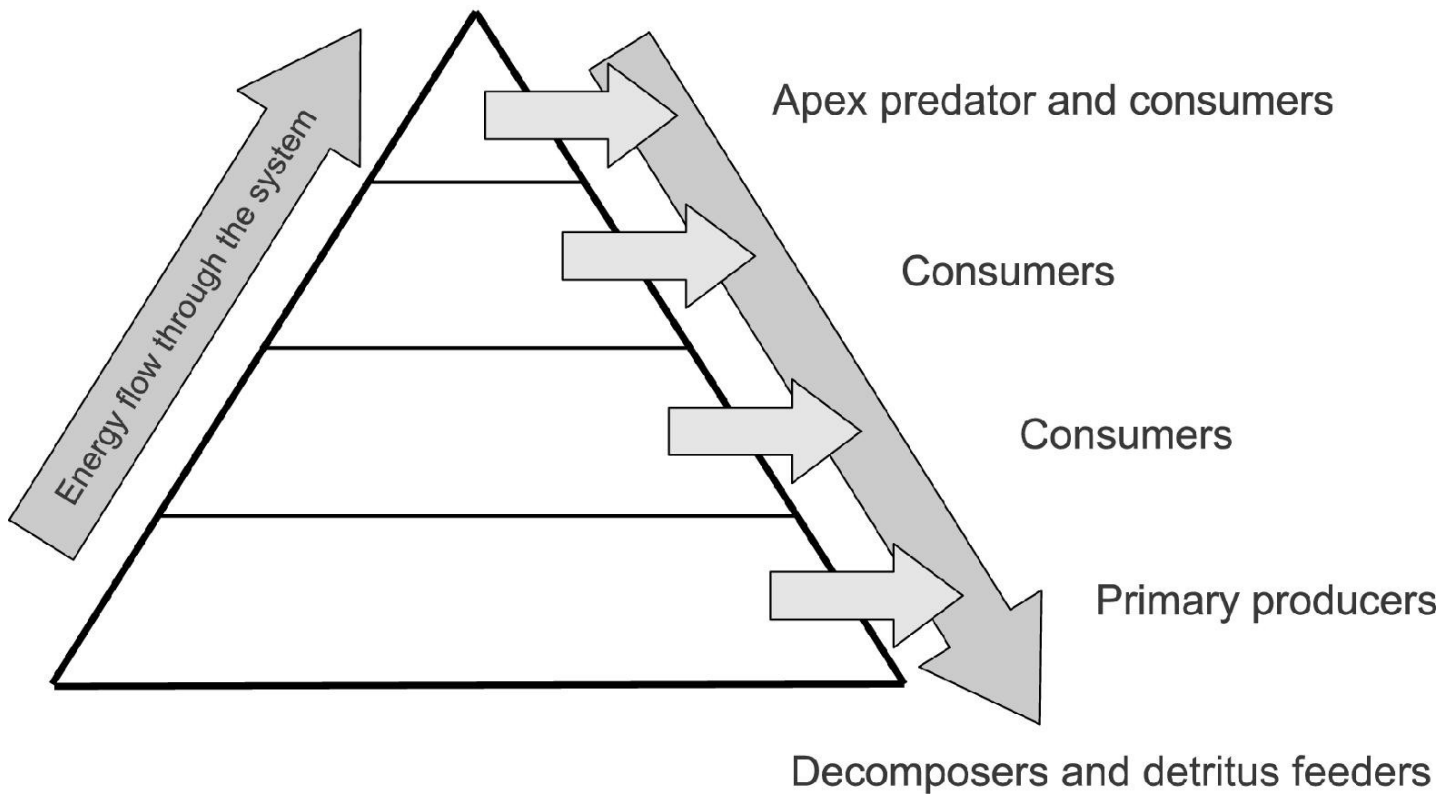 Energy flow through the system
Apex predator and consumers
Consumers
Consumers
Primary producers
Decomposers and detritus feeders